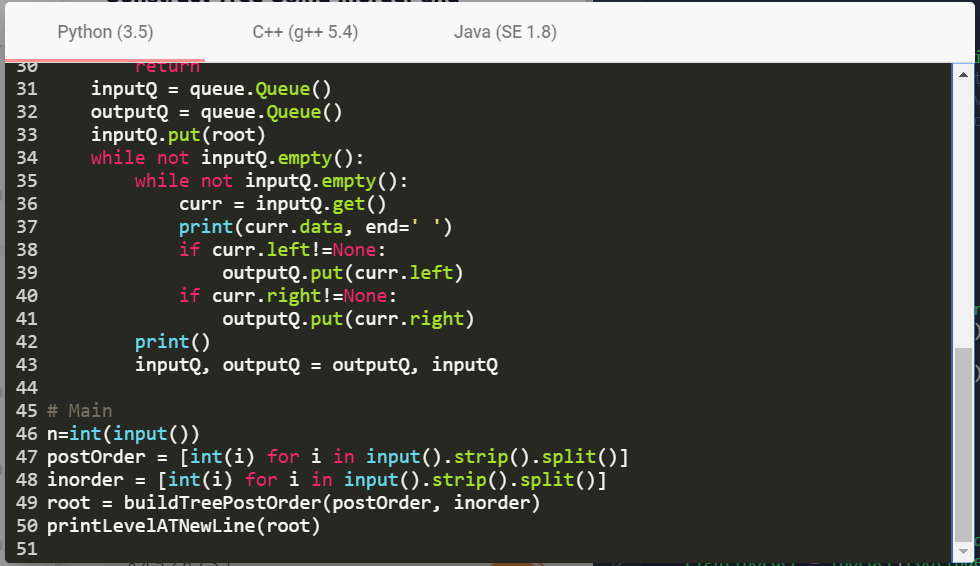 Python (3.5) C++ (g++ 5.4) Java (SE 1.8)
30         return
31     inputQ = queue.Queue()
32     outputQ = queue.Queue()
33     inputQ.put(root)
34     while not inputQ.empty():
35         while not inputQ.empty():
36             curr = inputQ.get()
37             print(curr.data, end=' ')
38             if curr.left!=None:
39                 outputQ.put(curr.left)
40             if curr.right!=None:
41                 outputQ.put(curr.right)
42         print()
43         inputQ, outputQ = outputQ, inputQ
44
45 # Main
46 n=int(input())
47 postOrder = [int(i) for i in input().strip().split()]
48 inorder = [int(i) for i in input().strip().split()]
49 root = buildTreePostOrder(postOrder, inorder)
50 printLevelATNewLine(root)
51